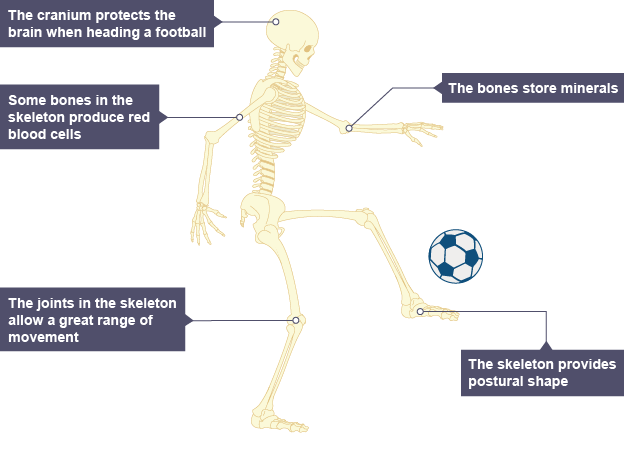 The cranium protects the
brain when heading a football
The bones store minerals
Some bones in the
skeleton produce red
blood cells
The joints in the skeleton
allow a great range of
movement
The skeleton provides
postural shape